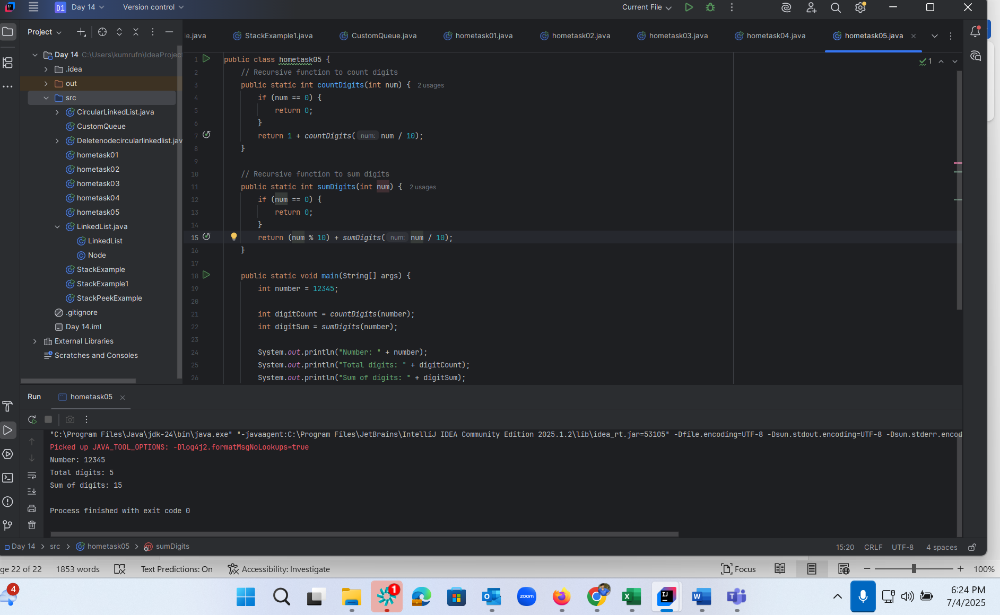 D1 Day 14 Version control Current File
Project
e.java StackExample1.java CustomQueue.java hometask01.java hometask02.java hometask03.java hometask04.java hometask05.java
Day 14 C:\Users\kumrufn\IdeaProjec
.idea
out
src
CircularLinkedList.java
CustomQueue
Deletenodecircularlinkedlist.jav
hometask01
hometask02
hometask03
hometask04
hometask05
LinkedList.java
LinkedList
Node
StackExample
StackExample1
StackPeekExample
.gitignore
Day 14.iml
External Libraries
Scratches and Consoles
1 public class hometask05 {
1
2 // Recursive function to count digits
3 public static int countDigits(int num) { 2 usages
4 if (num == 0) {
5 return 0;
6 }
7 return 1 + countDigits( num: num / 10);
8 }
9
10 // Recursive function to sum digits
11 public static int sumDigits(int num) { 2 usages
12 if (num == 0) {
13 return 0;
14 }
15 return (num % 10) + sumDigits( num: num / 10);
16 }
17
18 public static void main(String[] args) {
19 int number = 12345;
20
21 int digitCount = countDigits(number);
22 int digitSum = sumDigits(number);
23
24 System.out.println("Number: " + number);
25 System.out.println("Total digits: " + digitCount);
26 System.out.println("Sum of digits: " + digitSum);
Run hometask05
"C:\Program Files\Java\jdk-24\bin\java.exe" "-javaagent:C:\Program Files\JetBrains\IntelliJ IDEA Community Edition 2025.1.2\lib\idea_rt.jar=53105" -Dfile.encoding=UTF-8 -Dsun.stdout.encoding=UTF-8 -Dsun.stderr.encod
Picked up JAVA_TOOL_OPTIONS: -Dlog4j2.formatMsgNoLookups=true
Number: 12345
Total digits: 5
Sum of digits: 15
Process finished with exit code 0
Day 14 > src > hometask05 > sumDigits 15:20 CRLF UTF-8 4 spaces
ge 22 of 22 1853 words Text Predictions: On Accessibility: Investigate Focus 100%
4 1 zoom 6:24 PM
7/4/2025